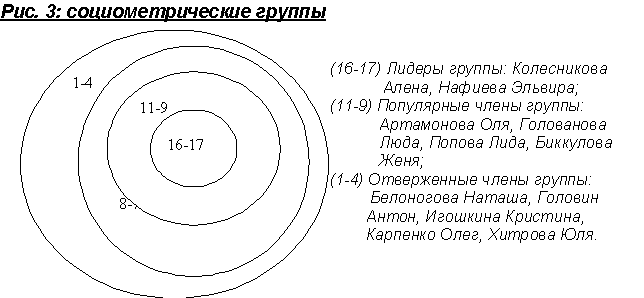 Рис. 3: социометрические группы
1-4
11-9
16-17
8-
(16-17) Лидеры группы: Колесникова
Алена, Нафиева Эльвира;
(11-9) Популярные члены группы:
Артамонова Оля, Голованова
Люда, Попова Лида, Биккулова
Женя;
(1-4) Отверженные члены группы:
Белоногова Наташа, Головин
Антон, Игошкина Кристина,
Карпенко Олег, Хитрова Юля.